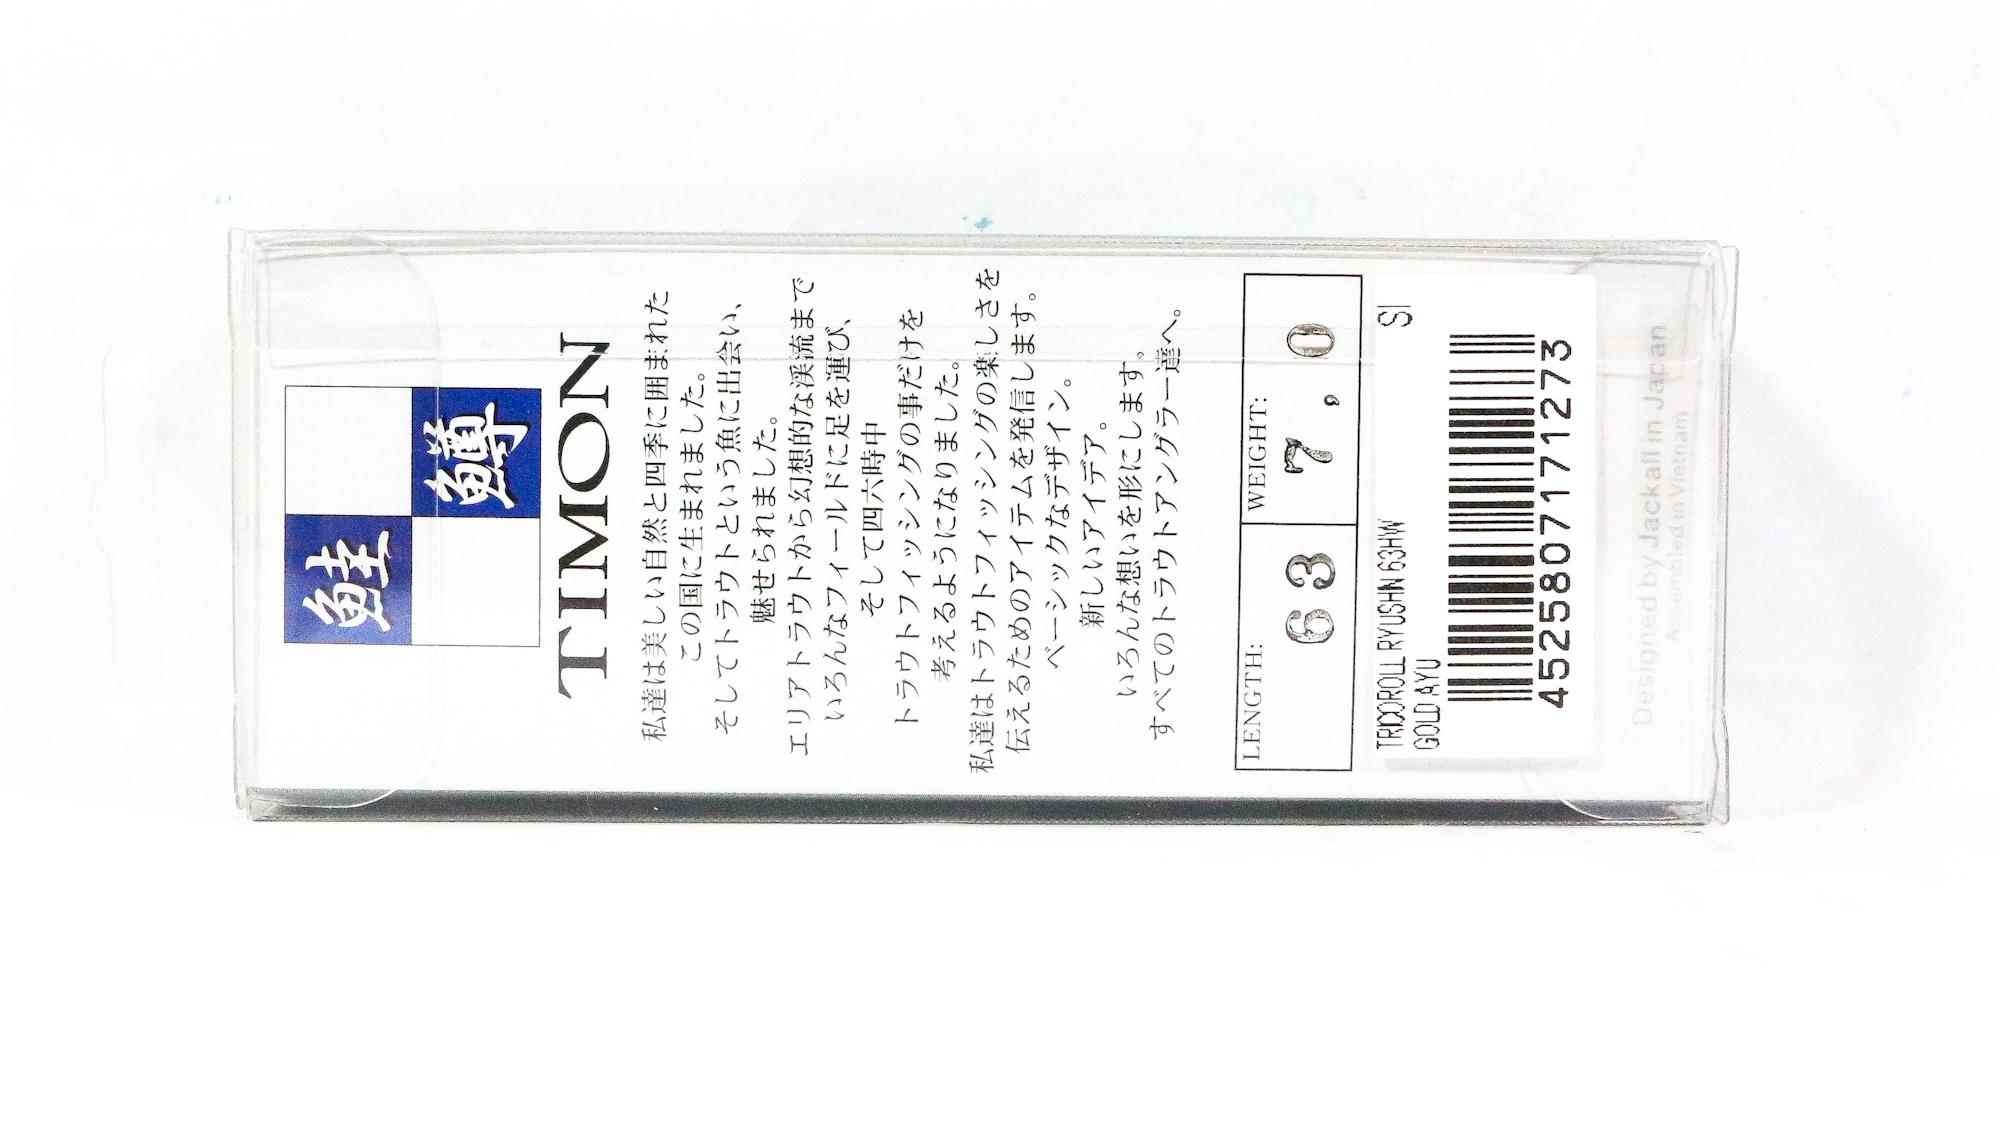 鮭
鱒
TIMON
私達は美しい自然と四季に囲まれた
この国に生まれました。
そしてトラウトという魚に出会い、
魅せられました。
エリアトラウトから幻想的な渓流まで
いろんなフィールドに足を運び、
そして四六時中
トラウトフィッシングの事だけを
考えるようになりました。
私達はトラウトフィッシングの楽しさを
伝えるためのアイテムを発信します。
ベーシックなデザイン。
新しいアイデア。
いろんな想いを形にします。
すべてのトラウトアングラー達へ。
LENGTH: WEIGHT:
63 7,0
SI
TRICOROLL RYUSHIN 63HW
GOLD AYU
4525807171273
Designed by Jackall in Japan
Assembled in Vietnam